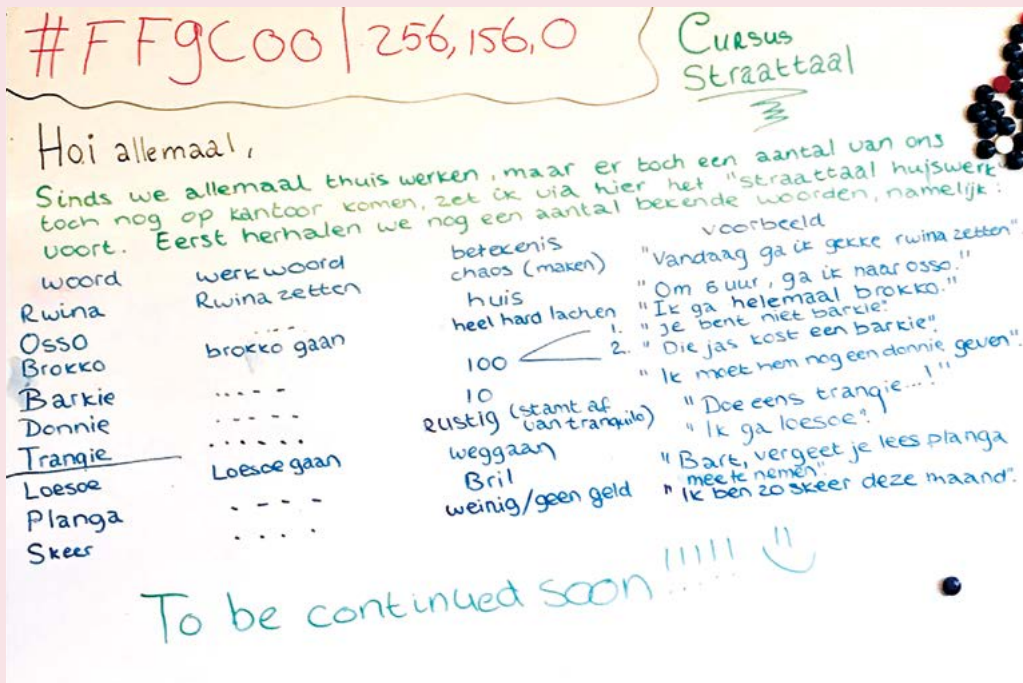 #FF9C00 | 256,156,0
Cursus
Straattaal
Hoi allemaal,
Sinds we allemaal thuis werken, maar er toch een aantal van ons
toch nog op kantoor komen, zet ik via hier het "straattaal huiswerk"
voort. Eerst herhalen we nog een aantal bekende woorden, namelijk:
woord werkwoord betekenis voorbeeld
Rwina Rwina zetten chaos (maken) "Vandaag ga ik gekke rwina zetten".
Osso .... huis "Om 5 uur, ga ik naar osso."
Brokko brokko gaan heel hard lachen "Ik ga helemaal brokko."
Barkie ..... 100 1. "Je bent niet barkie".
2. "Die jas kost een barkie".
Donnie ..... 10 "Ik moet hem nog een donnie geven".
Trangie ...... Rustig (stamt af van tranquilo) "Doe eens trangie...!"
Loesoe Loesoe gaan weggaan "Ik ga loesoe".
Planga .... Bril "Bart, vergeet je lees planga
mee te nemen".
Skeer .... weinig/geen geld "Ik ben zo skeer deze maand".
To be continued soon !!!!!